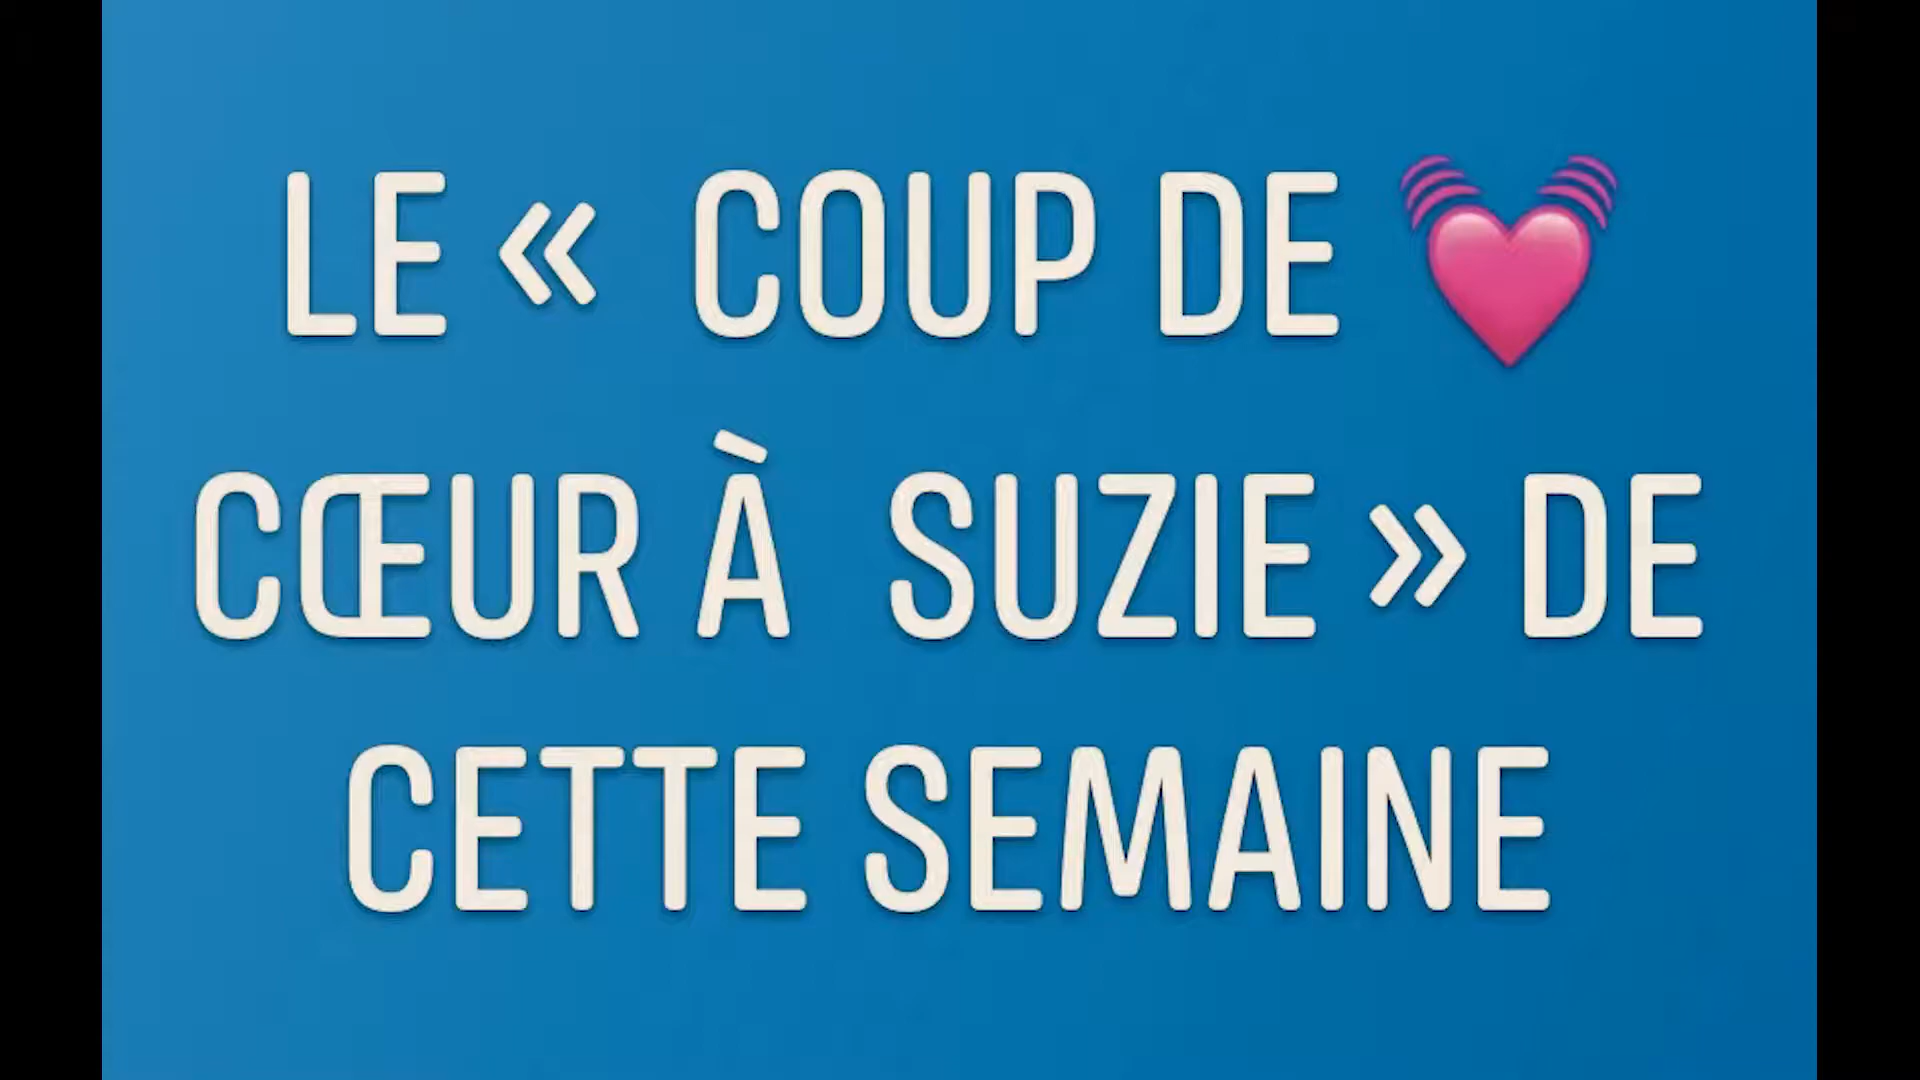 LE « COUP DE 💓
CŒUR À SUZIE » DE
CETTE SEMAINE